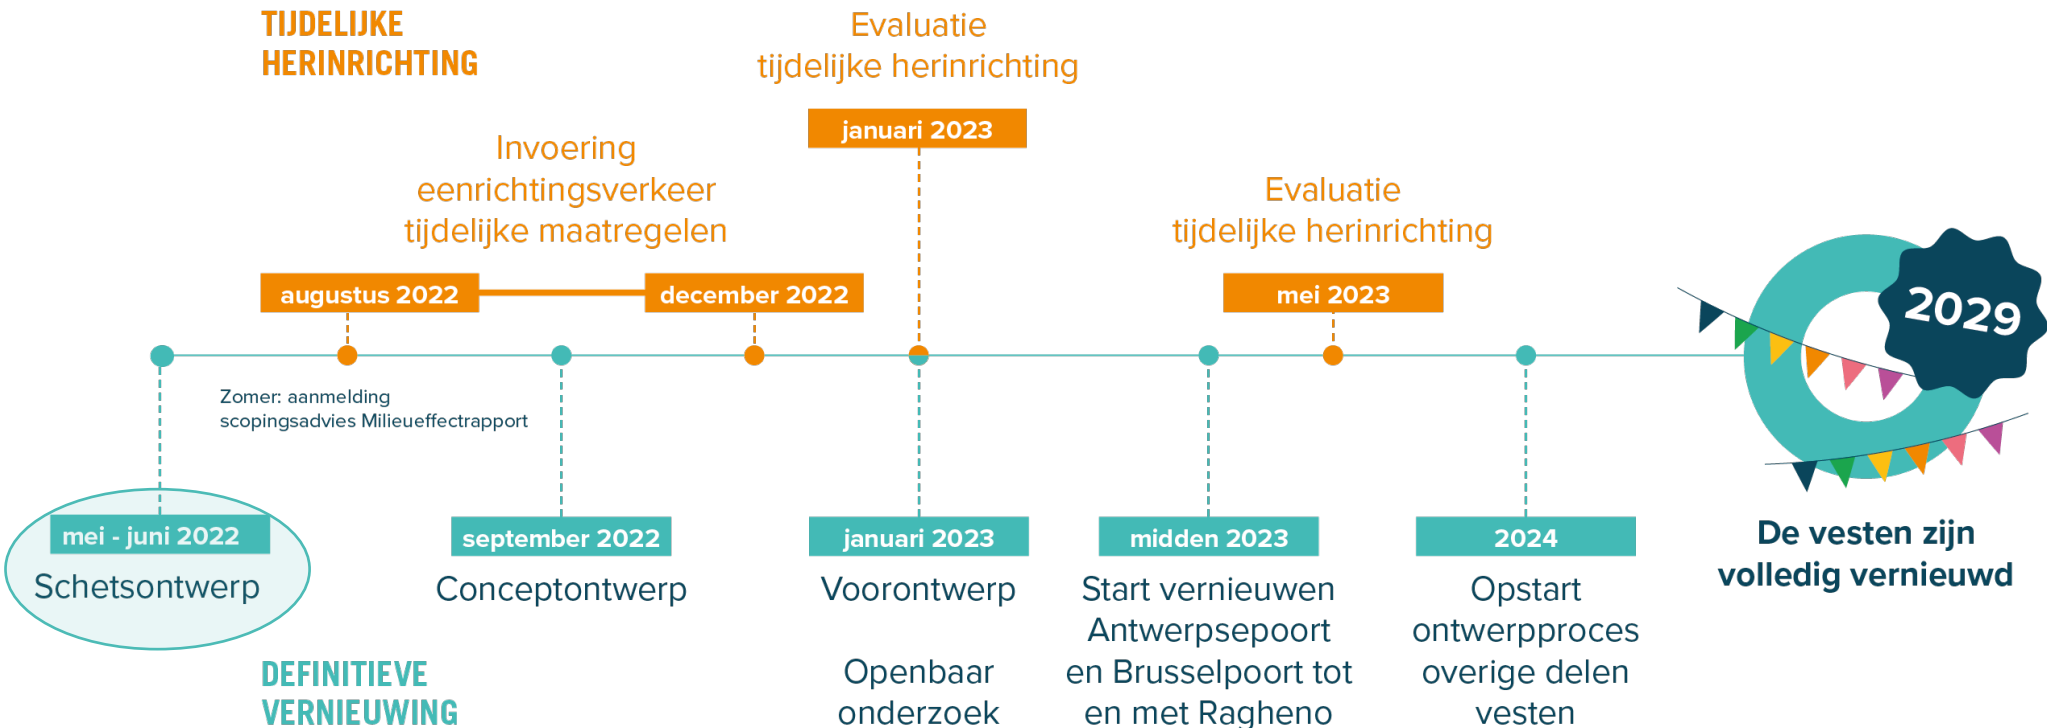 TIJDELIJKE
HERINRICHTING
Evaluatie
tijdelijke herinrichting
januari 2023
Invoering
eenrichtingsverkeer
tijdelijke maatregelen
augustus 2022
december 2022
Evaluatie
tijdelijke herinrichting
mei 2023
2029
Zomer: aanmelding
scopingsadvies Milieueffectrapport
mei - juni 2022
Schetsontwerp
september 2022
Conceptontwerp
januari 2023
Voorontwerp
Openbaar
onderzoek
midden 2023
Start vernieuwen
Antwerpsepoort
en Brusselpoort tot
en met Ragheno
2024
Opstart
ontwerpproces
overige delen
vesten
De vesten zijn
volledig vernieuwd
DEFINITIEVE
VERNIEUWING